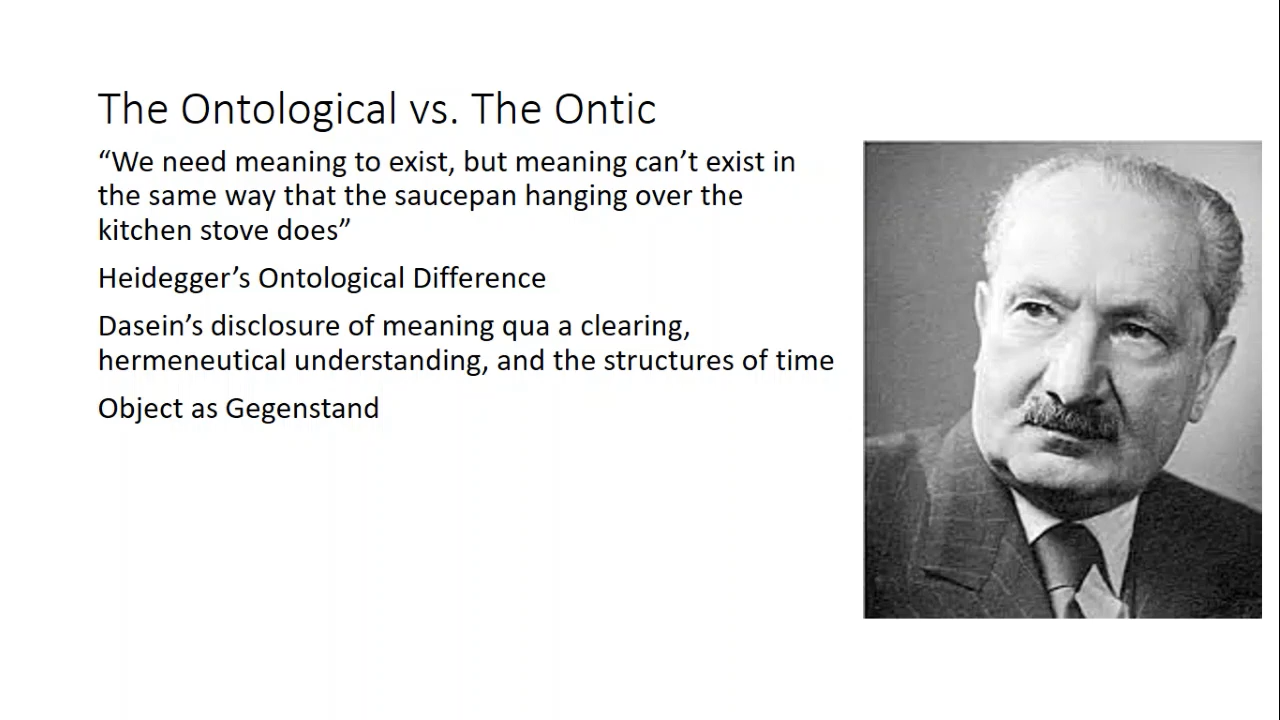 The Ontological vs. The Ontic
“We need meaning to exist, but meaning can’t exist in
the same way that the saucepan hanging over the
kitchen stove does”
Heidegger’s Ontological Difference
Dasein’s disclosure of meaning qua a clearing,
hermeneutical understanding, and the structures of time
Object as Gegenstand